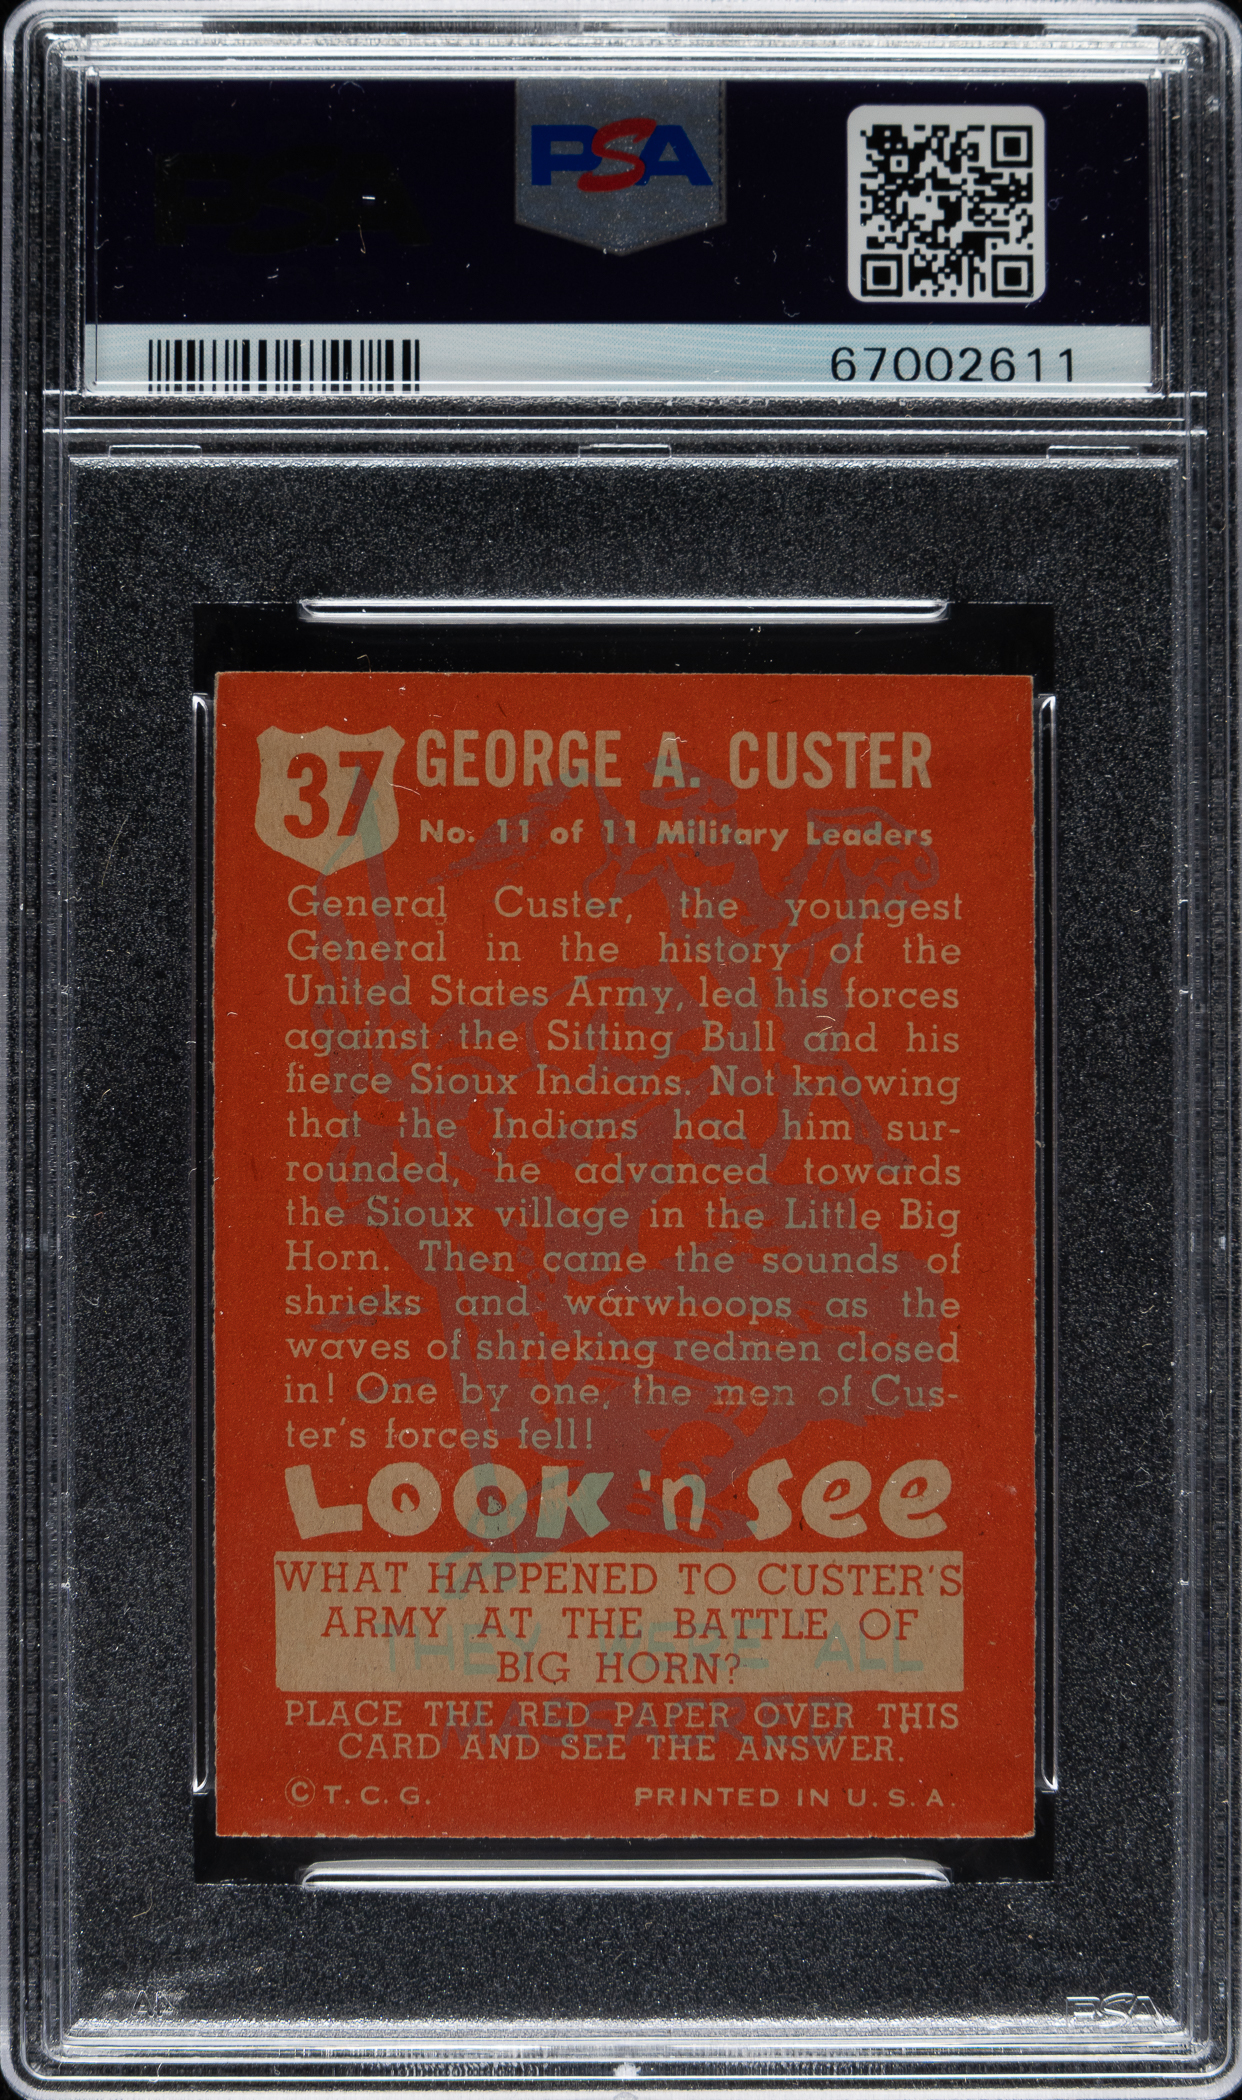 PSA
67002611
37
GEORGE A. CUSTER
No. 11 of 11 Military Leaders
General Custer, the youngest
General in the history of the
United States Army, led his forces
against the Sitting Bull and his
fierce Sioux Indians. Not knowing
that the Indians had him sur-
rounded, he advanced towards
the Sioux village in the Little Big
Horn. Then came the sounds of
shrieks and warwhoops as the
waves of shrieking redmen closed
in! One by one, the men of Cus-
ter's forces fell!
LOOK 'n See
WHAT HAPPENED TO CUSTER'S
ARMY AT THE BATTLE OF
BIG HORN?
THEY WERE ALL
MASSACRED
PLACE THE RED PAPER OVER THIS
CARD AND SEE THE ANSWER.
© T. C. G.
PRINTED IN U. S. A.
PSA